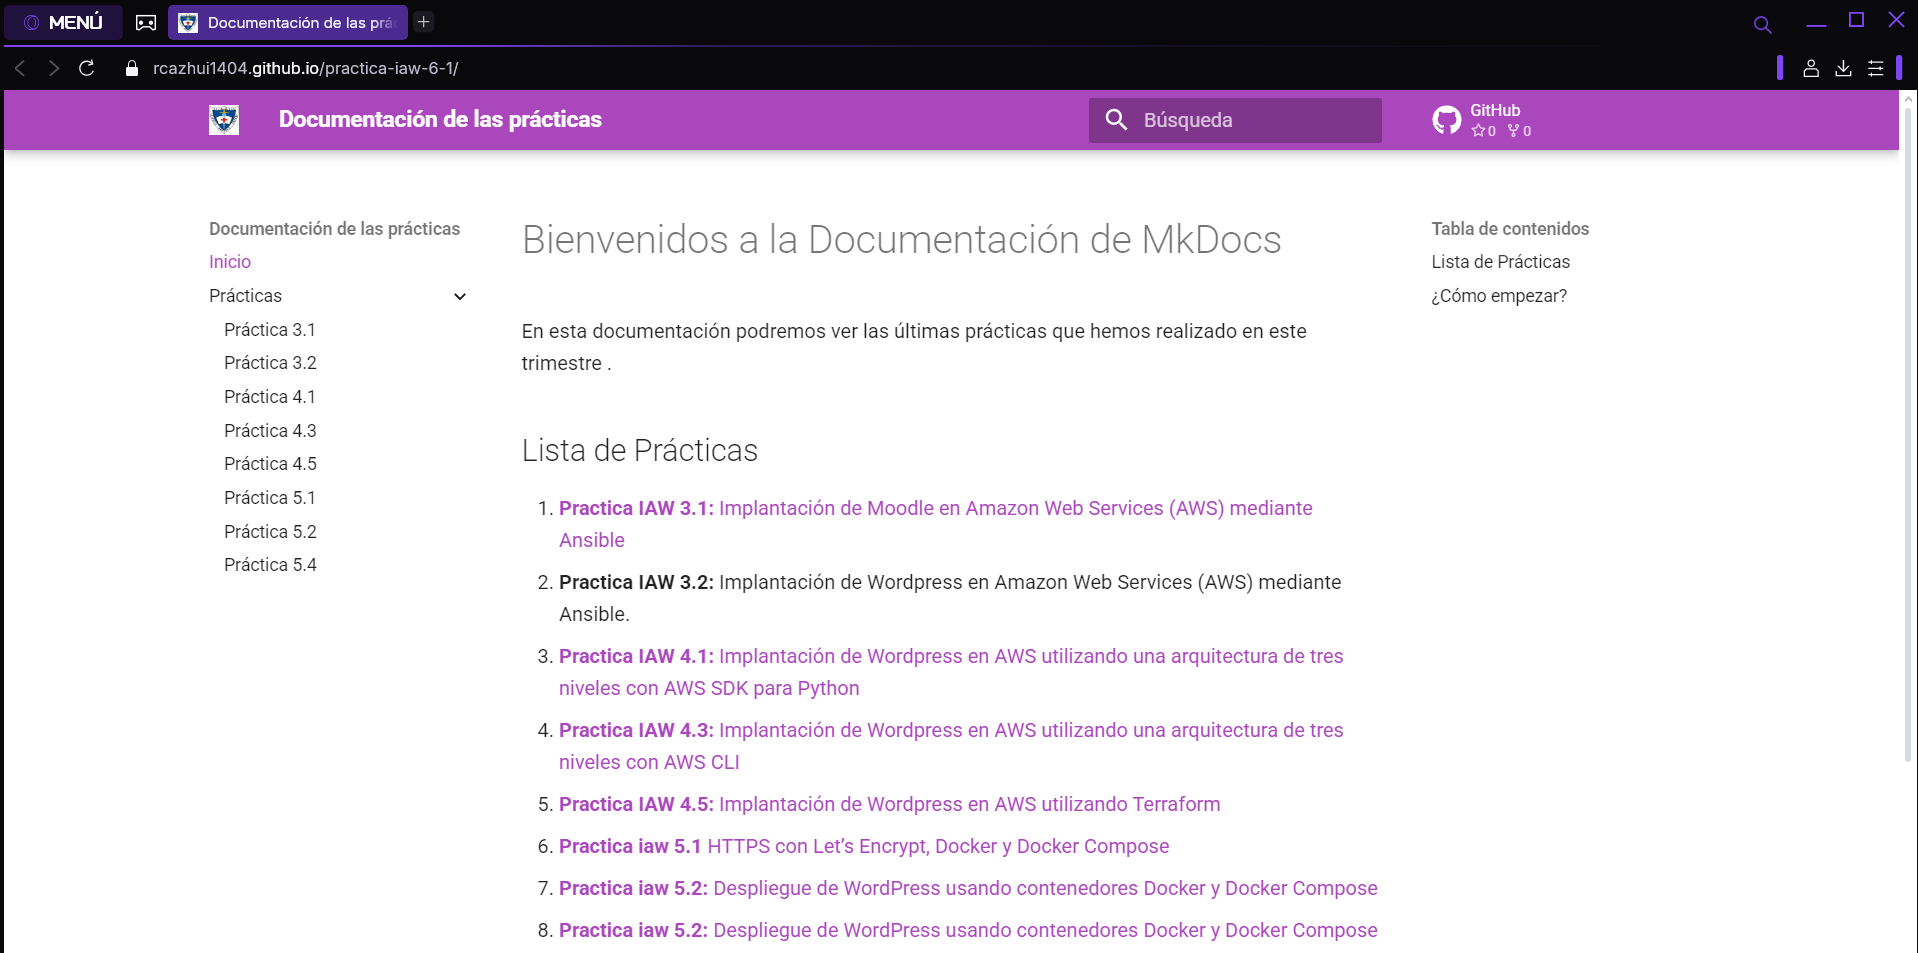 MENÚ
Documentación de las prá
rcazhui1404.github.io/practica-iaw-6-1/
Documentación de las prácticas
Búsqueda
GitHub
0 0
Documentación de las prácticas
Inicio
Prácticas
Práctica 3.1
Práctica 3.2
Práctica 4.1
Práctica 4.3
Práctica 4.5
Práctica 5.1
Práctica 5.2
Práctica 5.4
Bienvenidos a la Documentación de MkDocs
En esta documentación podremos ver las últimas prácticas que hemos realizado en este
trimestre .
Lista de Prácticas
1. Practica IAW 3.1: Implantación de Moodle en Amazon Web Services (AWS) mediante
Ansible
2. Practica IAW 3.2: Implantación de Wordpress en Amazon Web Services (AWS) mediante
Ansible.
3. Practica IAW 4.1: Implantación de Wordpress en AWS utilizando una arquitectura de tres
niveles con AWS SDK para Python
4. Practica IAW 4.3: Implantación de Wordpress en AWS utilizando una arquitectura de tres
niveles con AWS CLI
5. Practica IAW 4.5: Implantación de Wordpress en AWS utilizando Terraform
6. Practica iaw 5.1 HTTPS con Let’s Encrypt, Docker y Docker Compose
7. Practica iaw 5.2: Despliegue de WordPress usando contenedores Docker y Docker Compose
8. Practica iaw 5.2: Despliegue de WordPress usando contenedores Docker y Docker Compose
Tabla de contenidos
Lista de Prácticas
¿Cómo empezar?